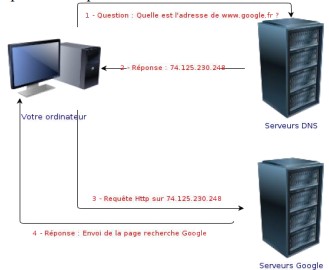 1 - Question : Quelle est l'adresse de www.google.fr ?
2 - Réponse : 74.125.230.248
Votre ordinateur
Serveurs DNS
3 - Requête Http sur 74.125.230.248
4 - Réponse : Envoi de la page recherche Google
Serveurs Google